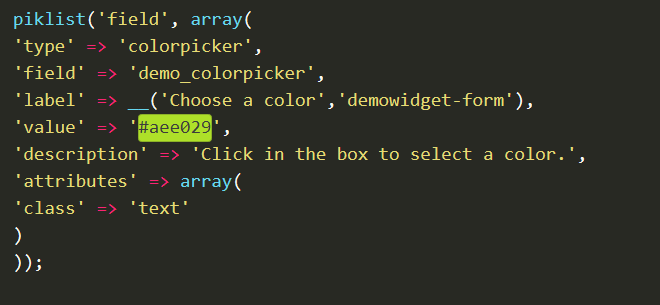 piklist('field', array(
'type' => 'colorpicker',
'field' => 'demo_colorpicker',
'label' => __('Choose a color','demowidget-form'),
'value' => '#aee029',
'description' => 'Click in the box to select a color.',
'attributes' => array(
'class' => 'text'
)
));